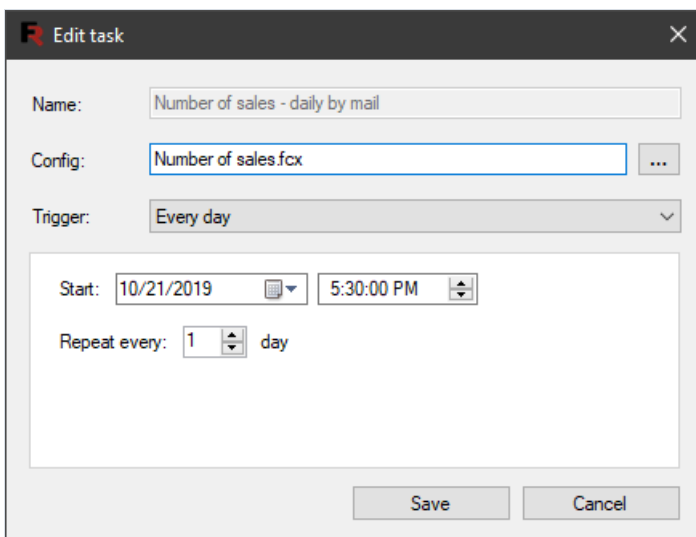 Edit task
Name: Number of sales - daily by mail
Config: Number of sales.fcx ...
Trigger: Every day
Start: 10/21/2019 5:30:00 PM
Repeat every: 1 day
Save Cancel